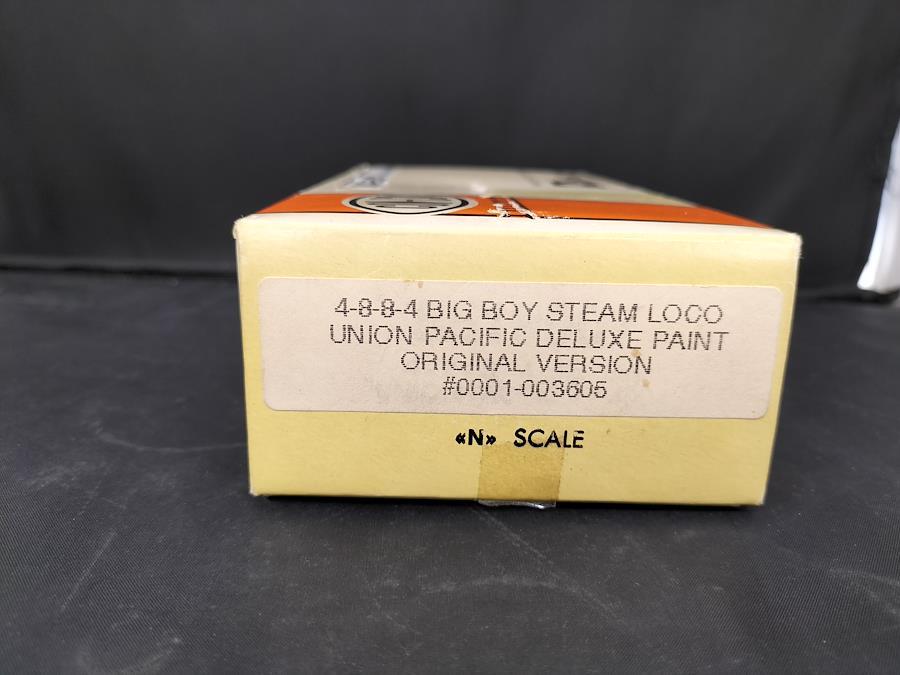 4-8-8-4 BIG BOY STEAM LOCO
UNION PACIFIC DELUXE PAINT
ORIGINAL VERSION
#0001-003605
«N» SCALE